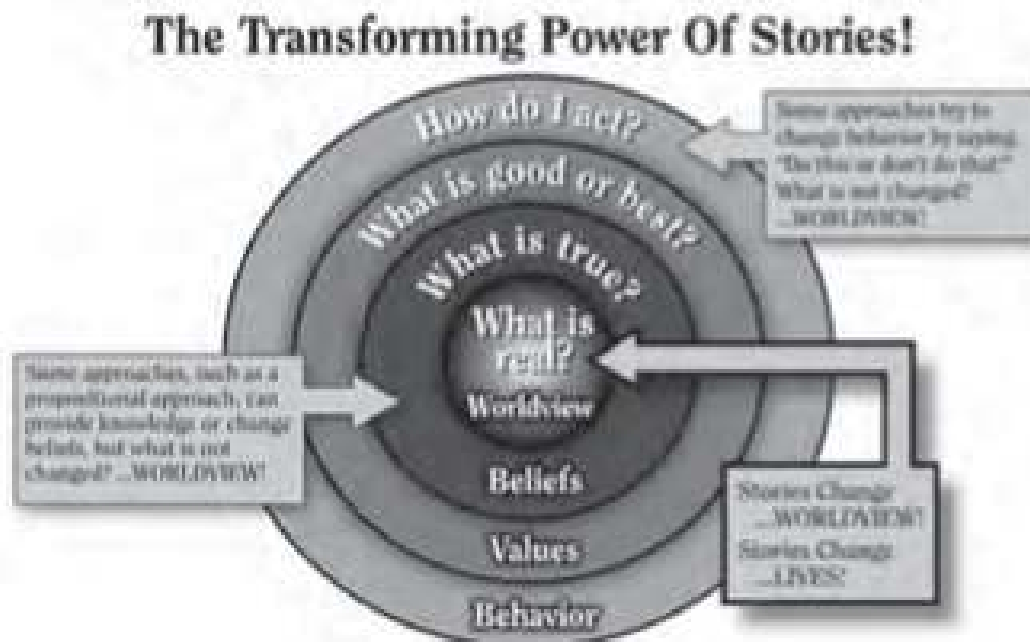 The Transforming Power Of Stories!
How do I act?
What is good or best?
What is true?
What is
real?
Worldview
Beliefs
Values
Behavior
Some approaches try to
change behavior by saying,
"Do this or don't do that."
What is not changed?
...WORLDVIEW!
Some approaches, such as a
propositional approach, can
provide knowledge or change
beliefs, but what is not
changed? ...WORLDVIEW!
Stories Change
...WORLDVIEW!
Stories Change
...LIVES!